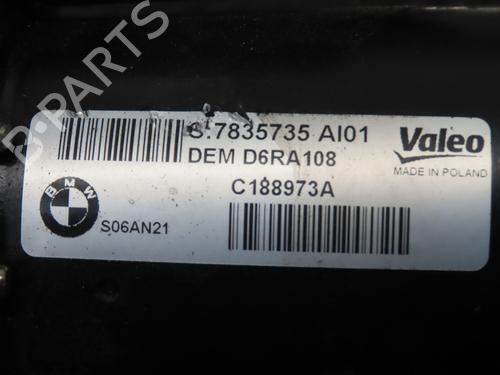 7835735 AI01
DEM D6RA108
Valeo
MADE IN POLAND
C188973A
BMW
S06AN21
B-PARTS